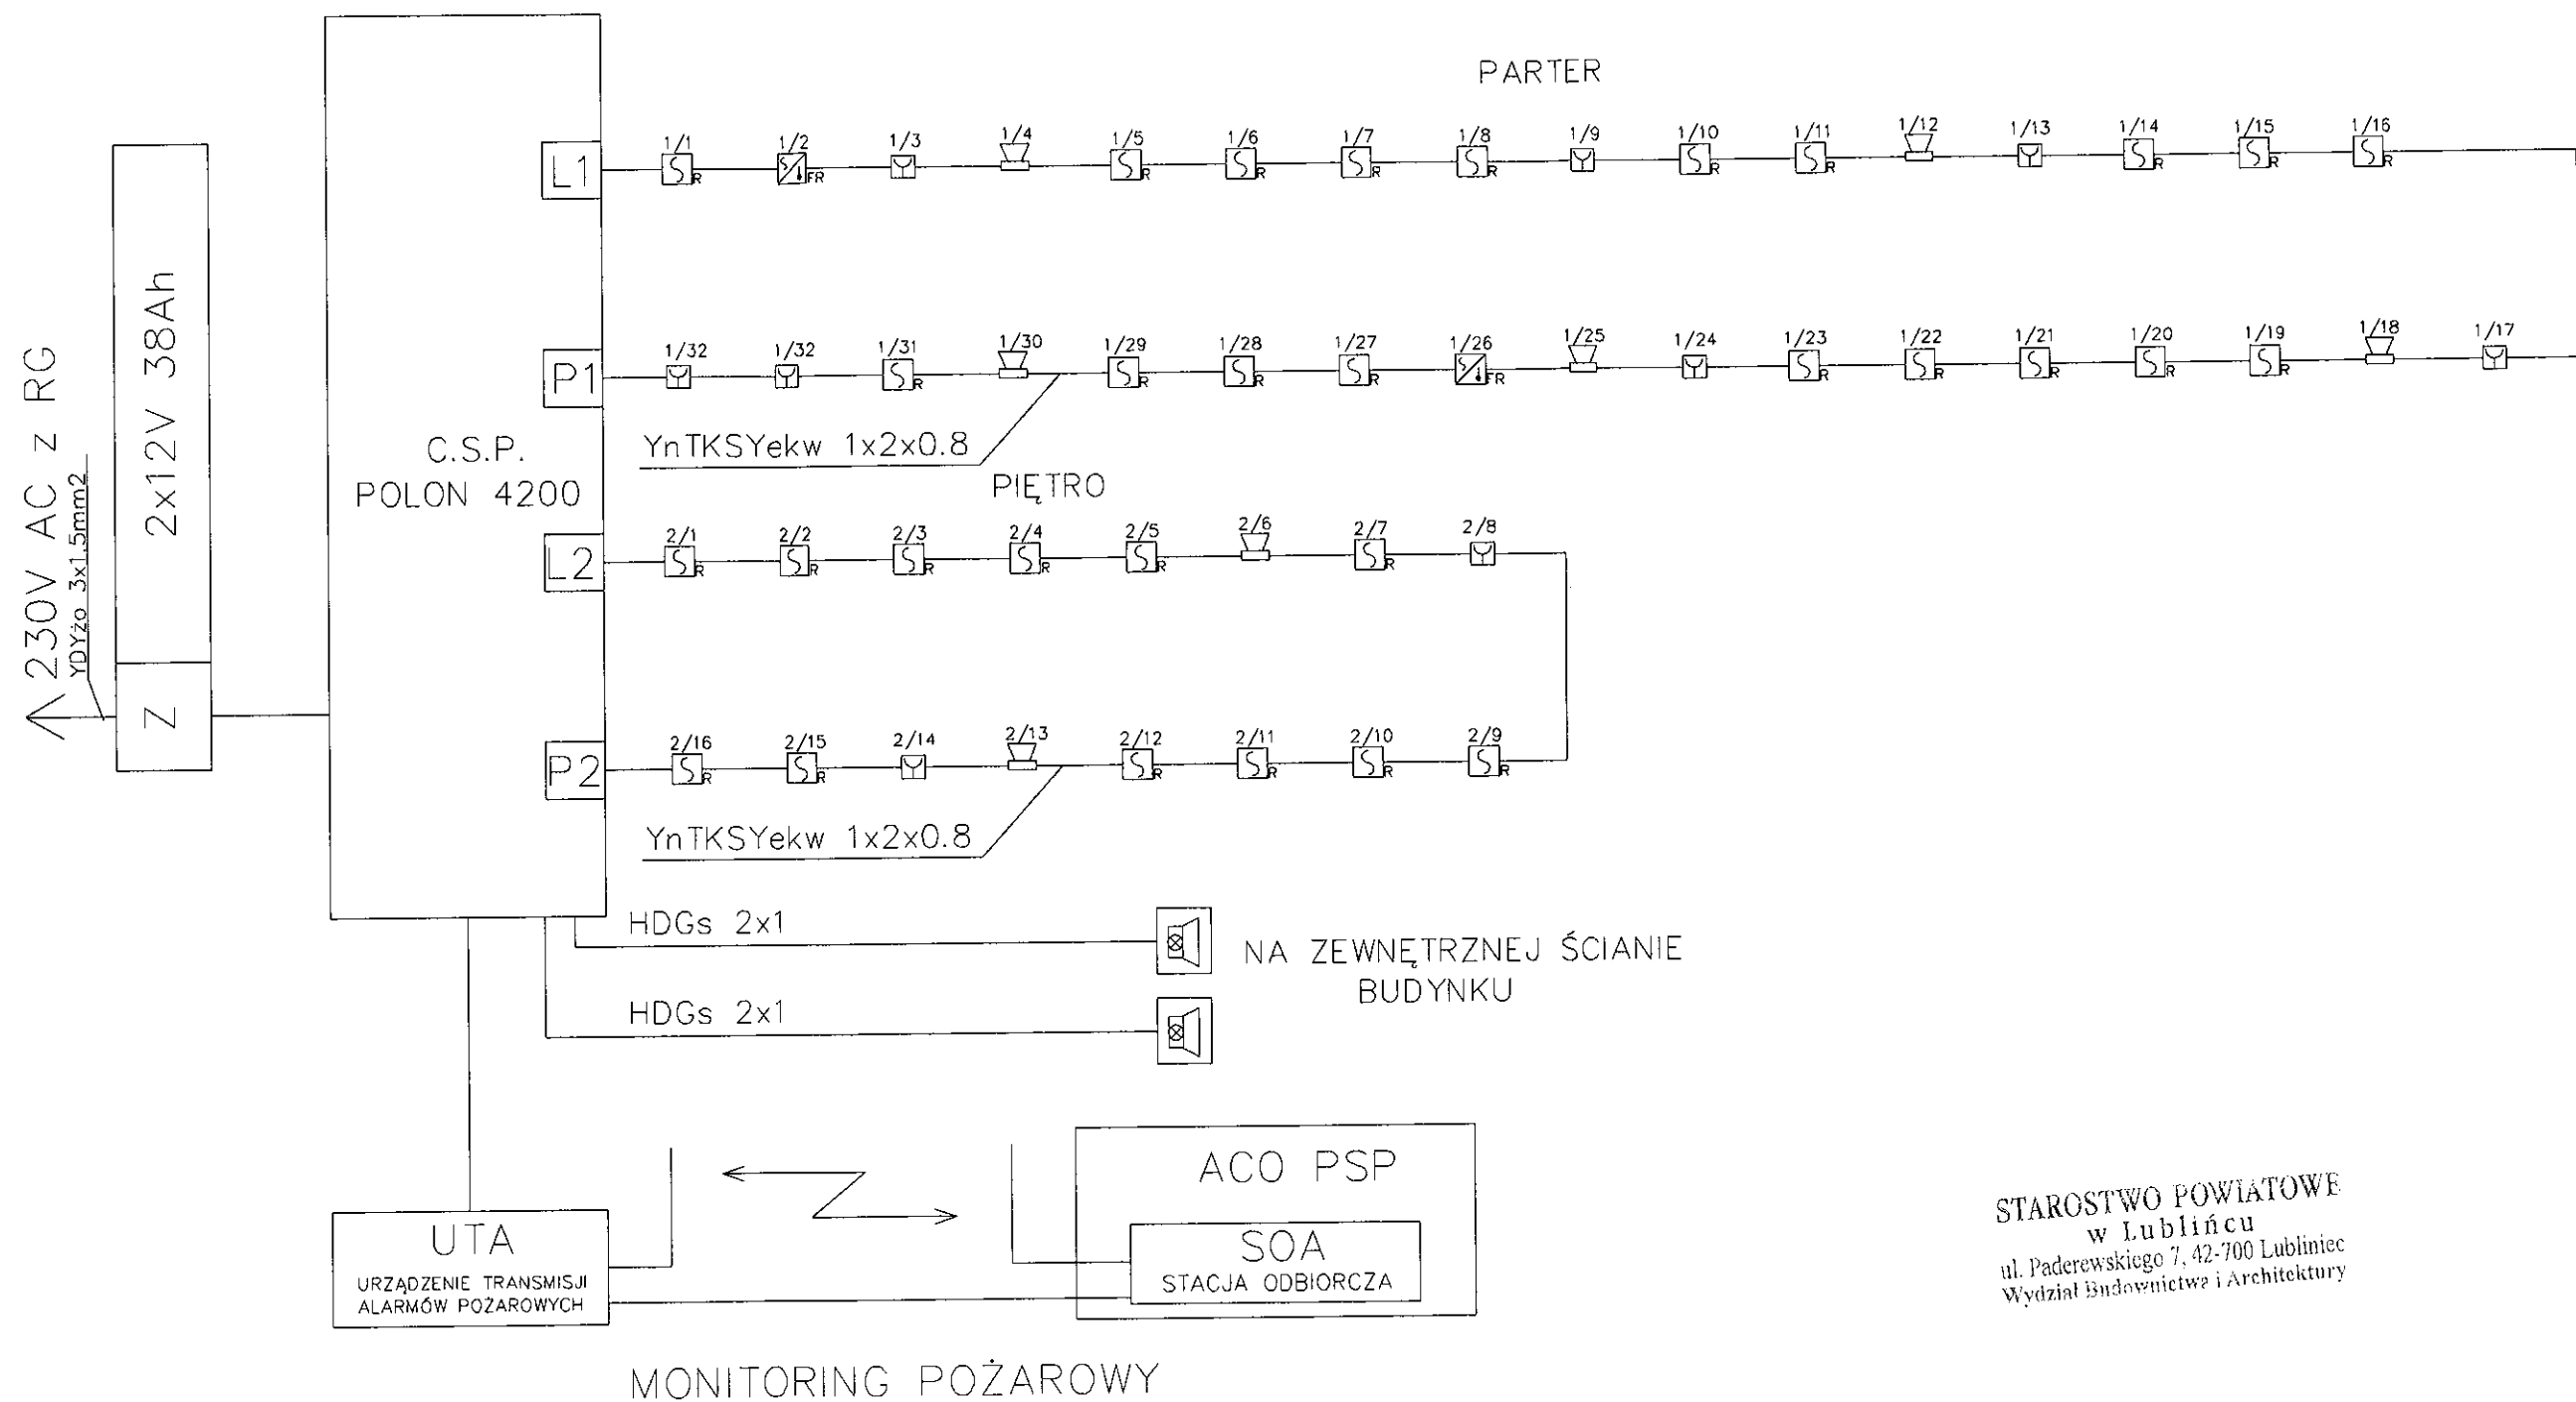 PARTER
L1
1/1
1/2
1/3
1/4
1/5
1/6
1/7
1/8
1/9
1/10
1/11
1/12
1/13
1/14
1/15
1/16
R
FR
R
R
R
R
R
R
R
R
R
P1
1/32
1/32
1/31
1/30
1/29
1/28
1/27
1/26
1/25
1/24
1/23
1/22
1/21
1/20
1/19
1/18
1/17
R
R
R
R
FR
R
R
R
R
R
YnTKSYekw 1x2x0.8
2x12V 38Ah
Z
230V AC z RG
YDYżo 3x1.5mm2
C.S.P.
POLON 4200
PIĘTRO
L2
2/1
2/2
2/3
2/4
2/5
2/6
2/7
2/8
R
R
R
R
R
R
P2
2/16
2/15
2/14
2/13
2/12
2/11
2/10
2/9
R
R
R
R
R
R
YnTKSYekw 1x2x0.8
HDGs 2x1
NA ZEWNĘTRZNEJ ŚCIANIE
BUDYNKU
HDGs 2x1
UTA
URZĄDZENIE TRANSMISJI
ALARMÓW POŻAROWYCH
ACO PSP
SOA
STACJA ODBIORCZA
MONITORING POŻAROWY
STAROSTWO POWIATOWE
w Lublińcu
ul. Paderewskiego 7, 42-700 Lubliniec
Wydział Budownictwa i Architektury